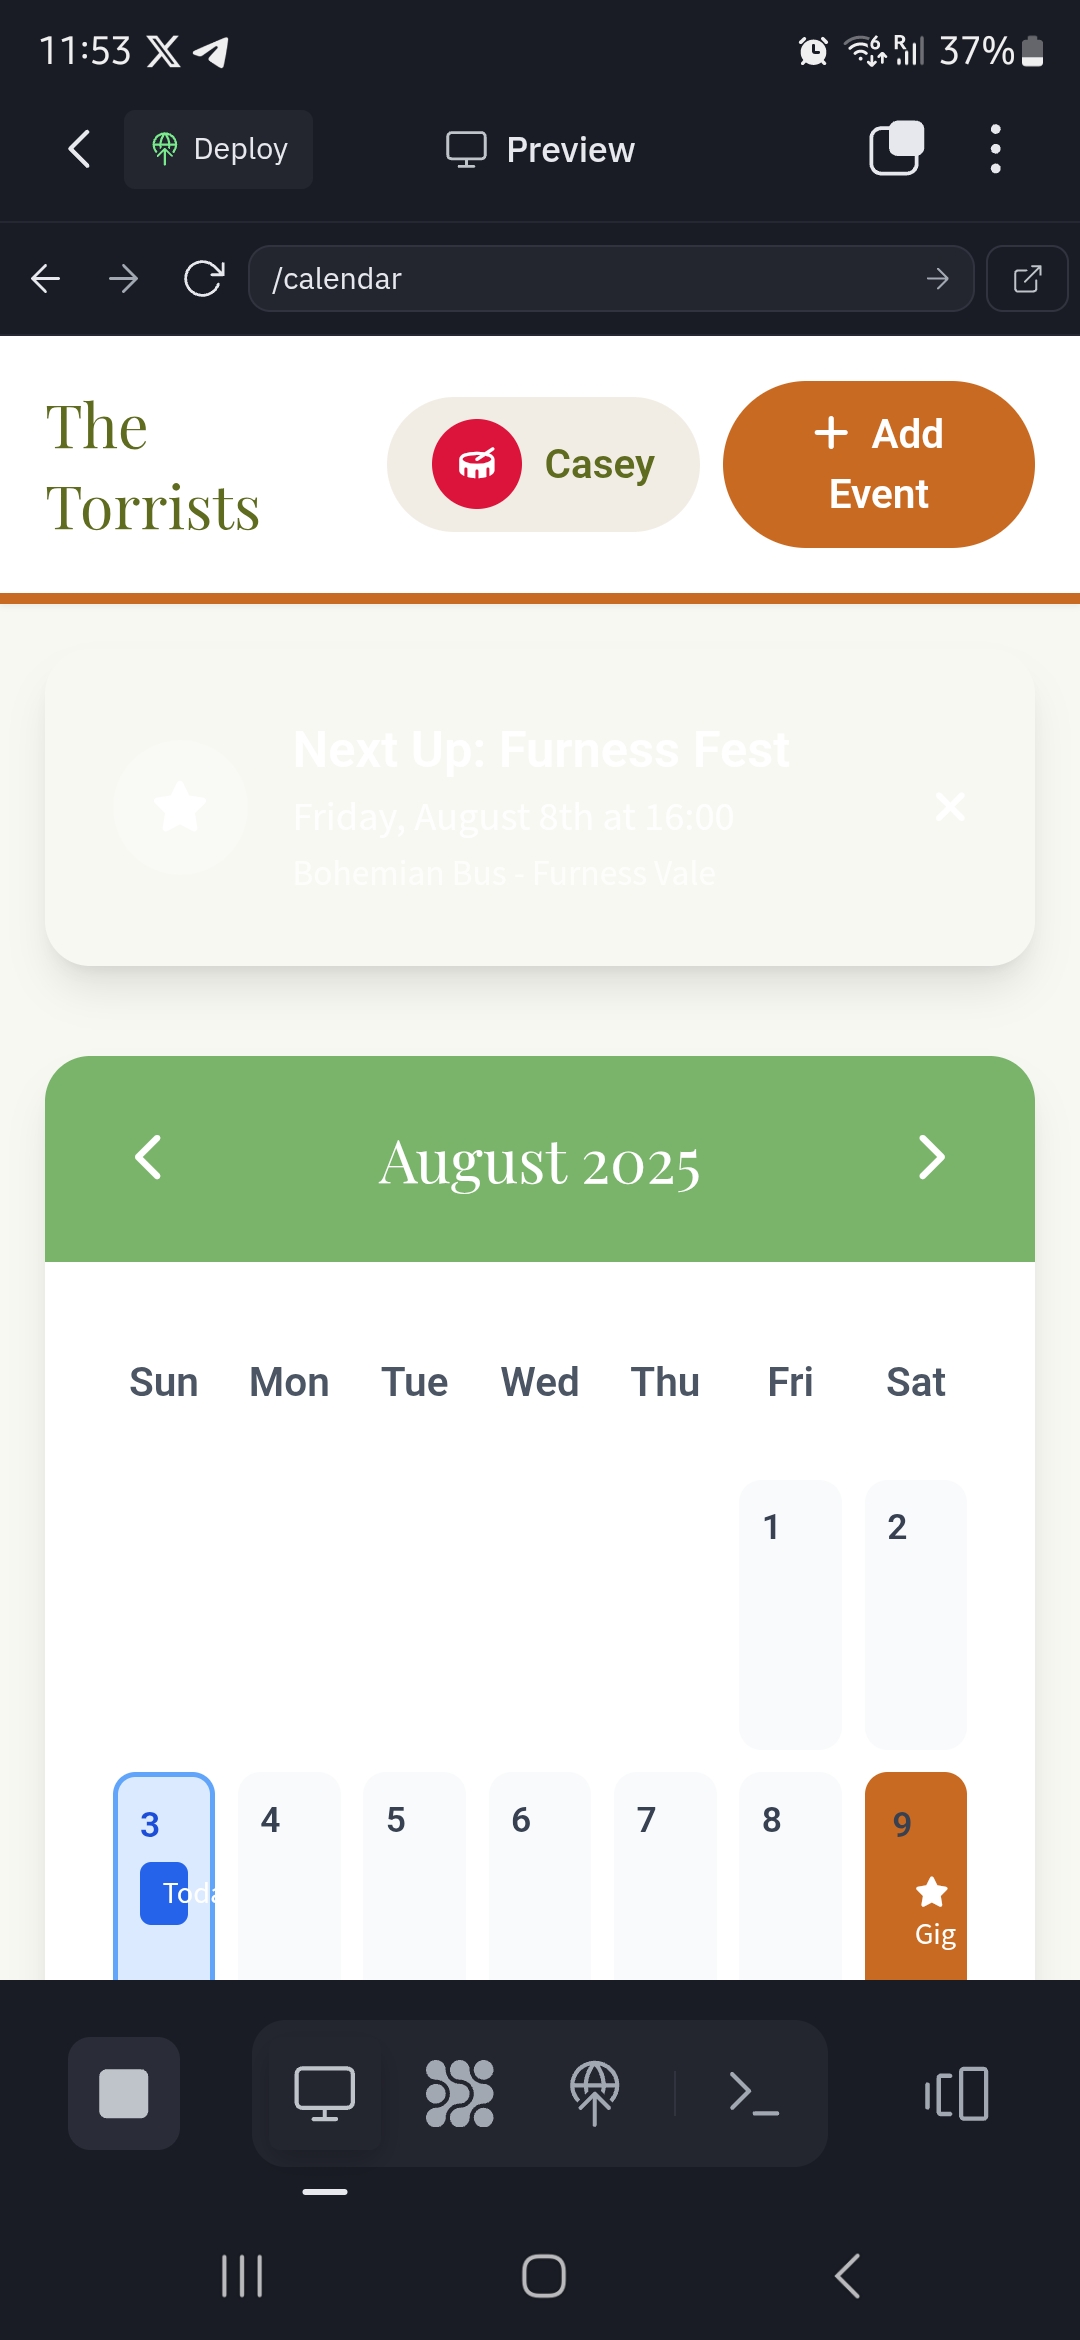 11:53
6 R 37%
Deploy
Preview
/calendar
The
Torrists
Casey
+ Add
Event
Next Up: Furness Fest
Friday, August 8th at 16:00
Bohemian Bus - Furness Vale
August 2025
Sun Mon Tue Wed Thu Fri Sat
1 2
3 4 5 6 7 8 9
Toda
Gig